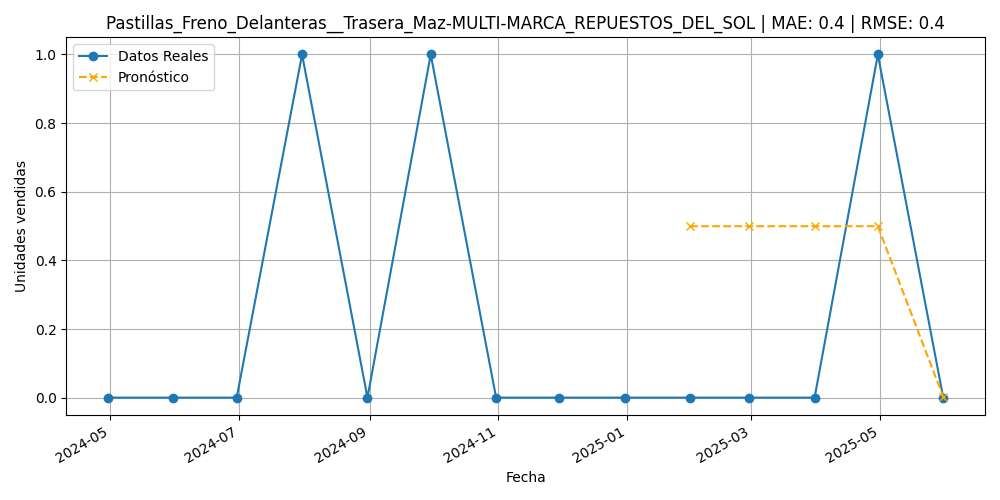 Pastillas_Freno_Delanteras__Trasera_Maz-MULTI-MARCA_REPUESTOS_DEL_SOL | MAE: 0.4 | RMSE: 0.4
Datos Reales
Pronóstico
Unidades vendidas
1.0
0.8
0.6
0.4
0.2
0.0
2024-05
2024-07
2024-09
2024-11
2025-01
2025-03
2025-05
Fecha